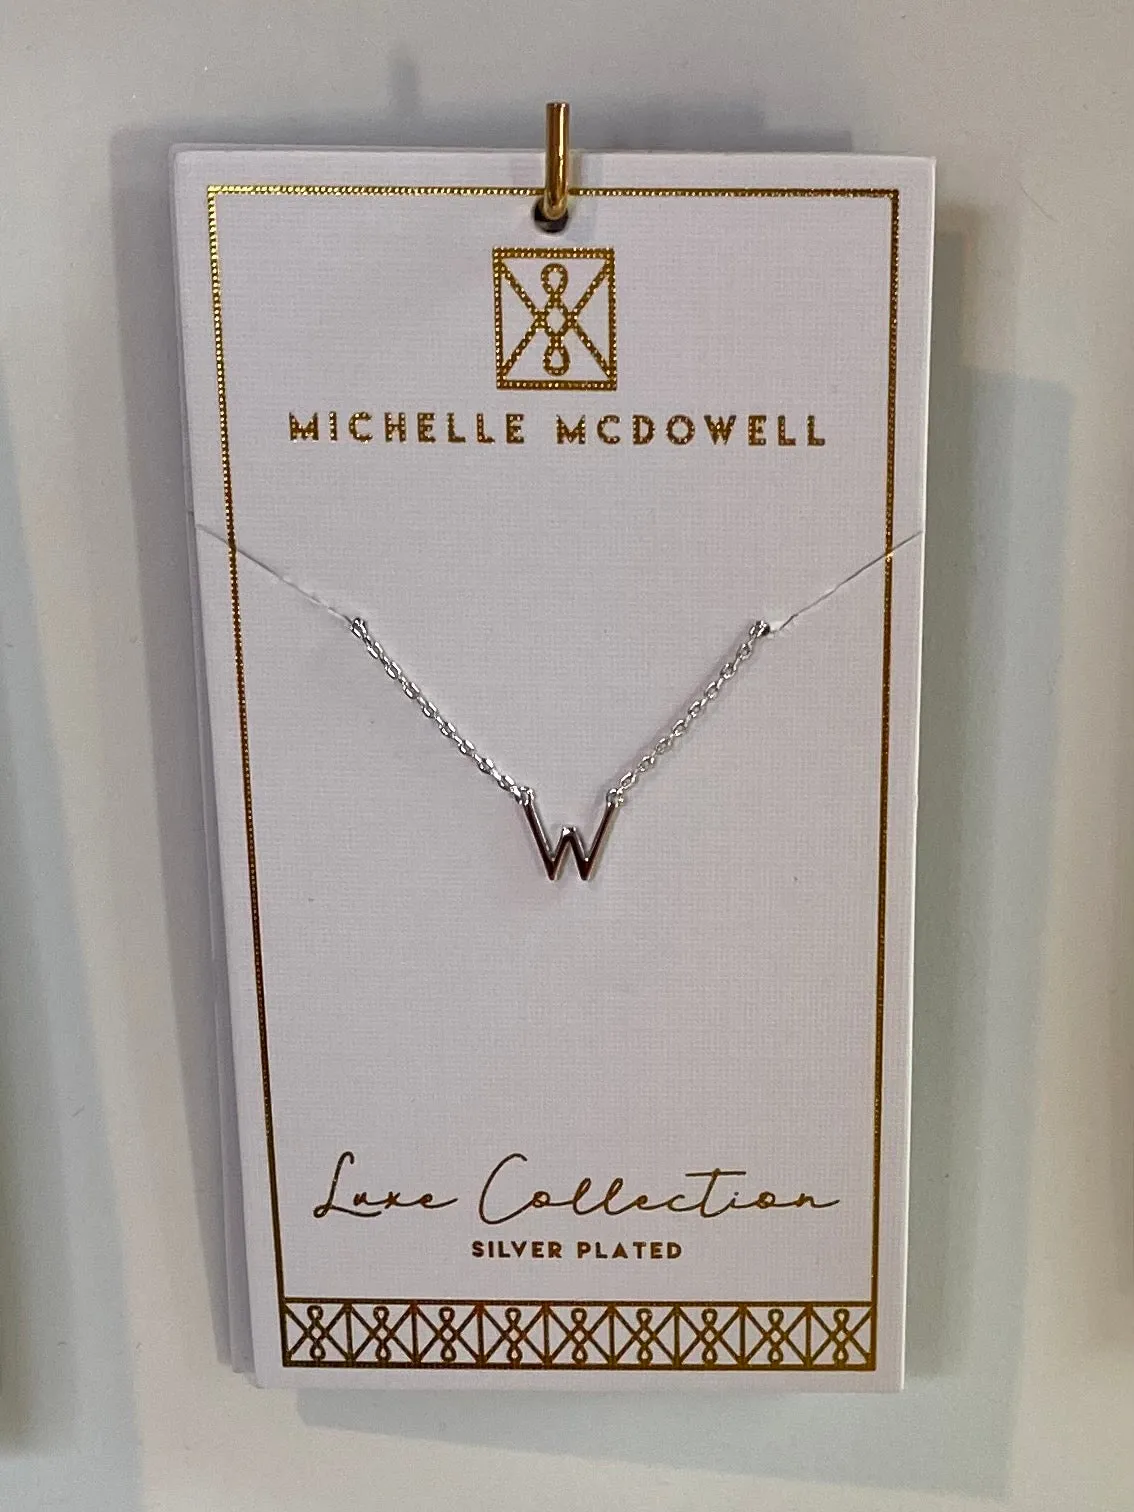 MICHELLE MCDOWELL
W
Luxe Collection
SILVER PLATED